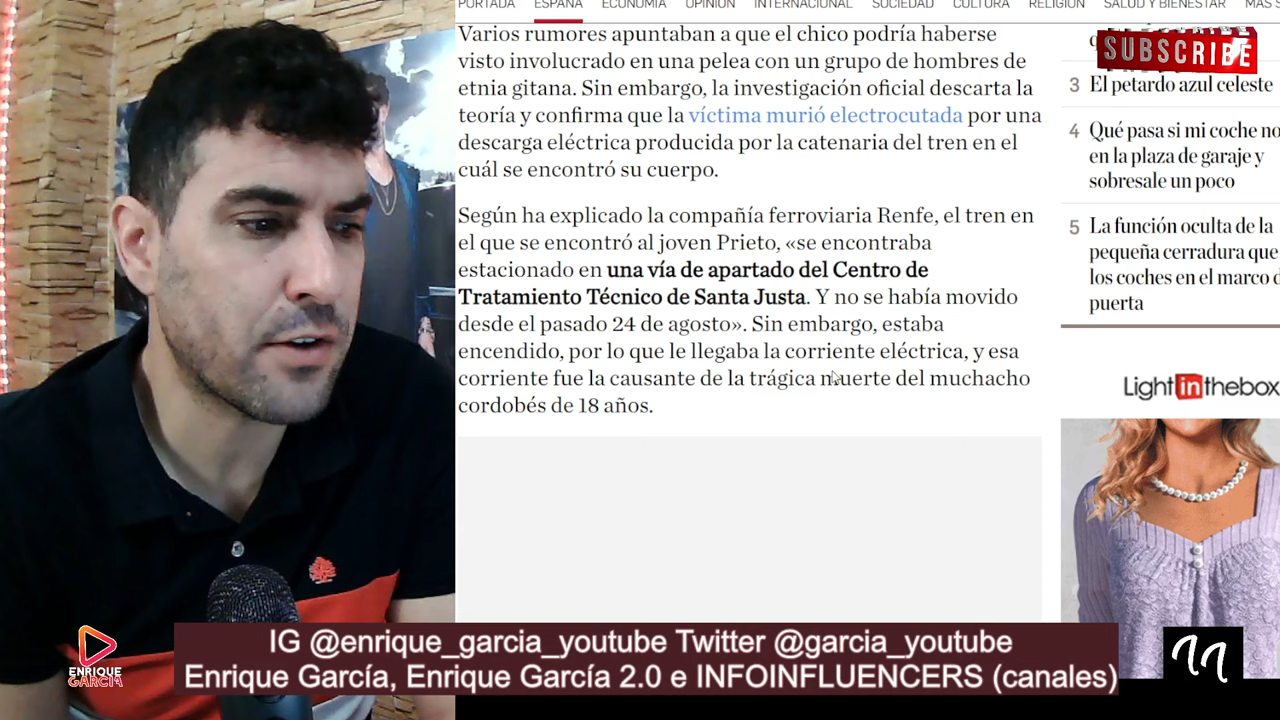 PORTADA ESPAÑA ECONOMÍA OPINIÓN INTERNACIONAL SOCIEDAD CULTURA RELIGIÓN SALUD Y BIENESTAR MÁS
Varios rumores apuntaban a que el chico podría haberse
visto involucrado en una pelea con un grupo de hombres de
etnia gitana. Sin embargo, la investigación oficial descarta la
teoría y confirma que la víctima murió electrocutada por una
descarga eléctrica producida por la catenaria del tren en el
cuál se encontró su cuerpo.
Según ha explicado la compañía ferroviaria Renfe, el tren en
el que se encontró al joven Prieto, «se encontraba
estacionado en una vía de apartado del Centro de
Tratamiento Técnico de Santa Justa. Y no se había movido
desde el pasado 24 de agosto». Sin embargo, estaba
encendido, por lo que le llegaba la corriente eléctrica, y esa
corriente fue la causante de la trágica muerte del muchacho
cordobés de 18 años.
SUBSCRIBE
3 El petardo azul celeste
4 Qué pasa si mi coche no
en la plaza de garaje y
sobresale un poco
5 La función oculta de la
pequeña cerradura que
los coches en el marco d
puerta
Lightinthebox
ENRIQUE
GARCÍA
IG @enrique_garcia_youtube Twitter @garcia_youtube
Enrique García, Enrique García 2.0 e INFOINFLUENCERS (canales)